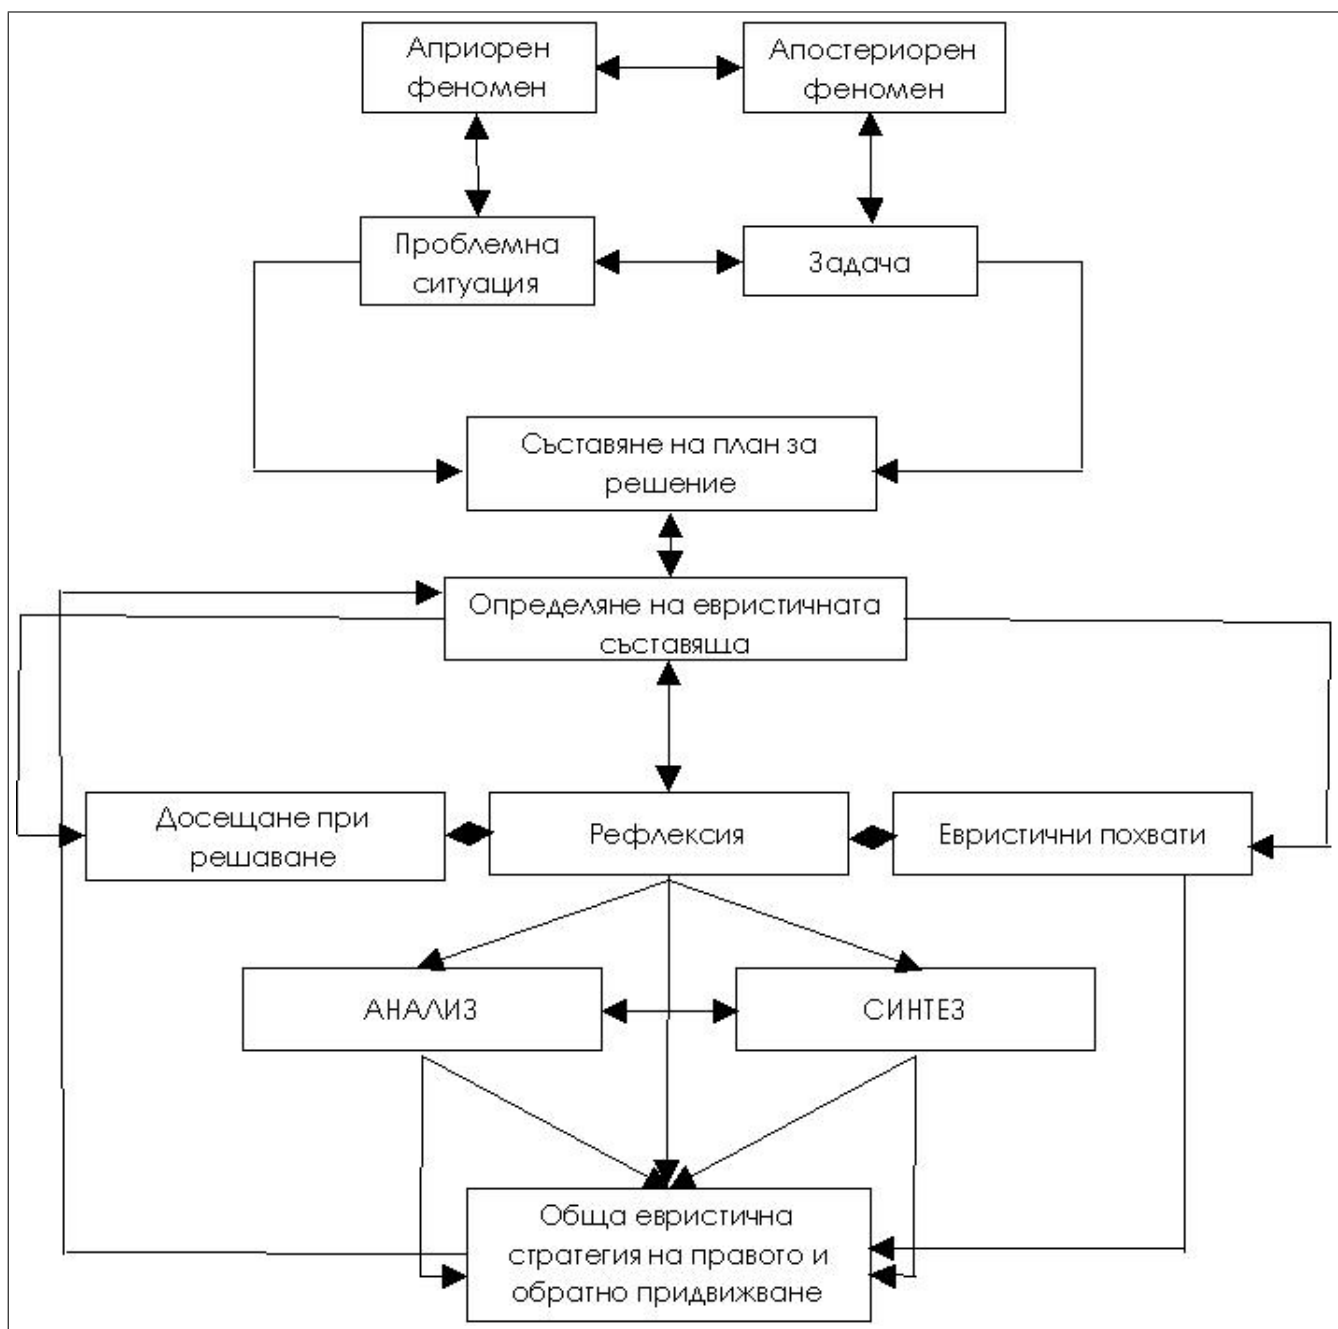 Априорен
феномен
Апостериорен
феномен
Проблемна
ситуация
Задача
Съставяне на план за
решение
Определяне на евристичната
съставяща
Досещане при
решаване
Рефлексия
Евристични похвати
АНАЛИЗ
СИНТЕЗ
Обща евристична
стратегия на правото и
обратно придвижване